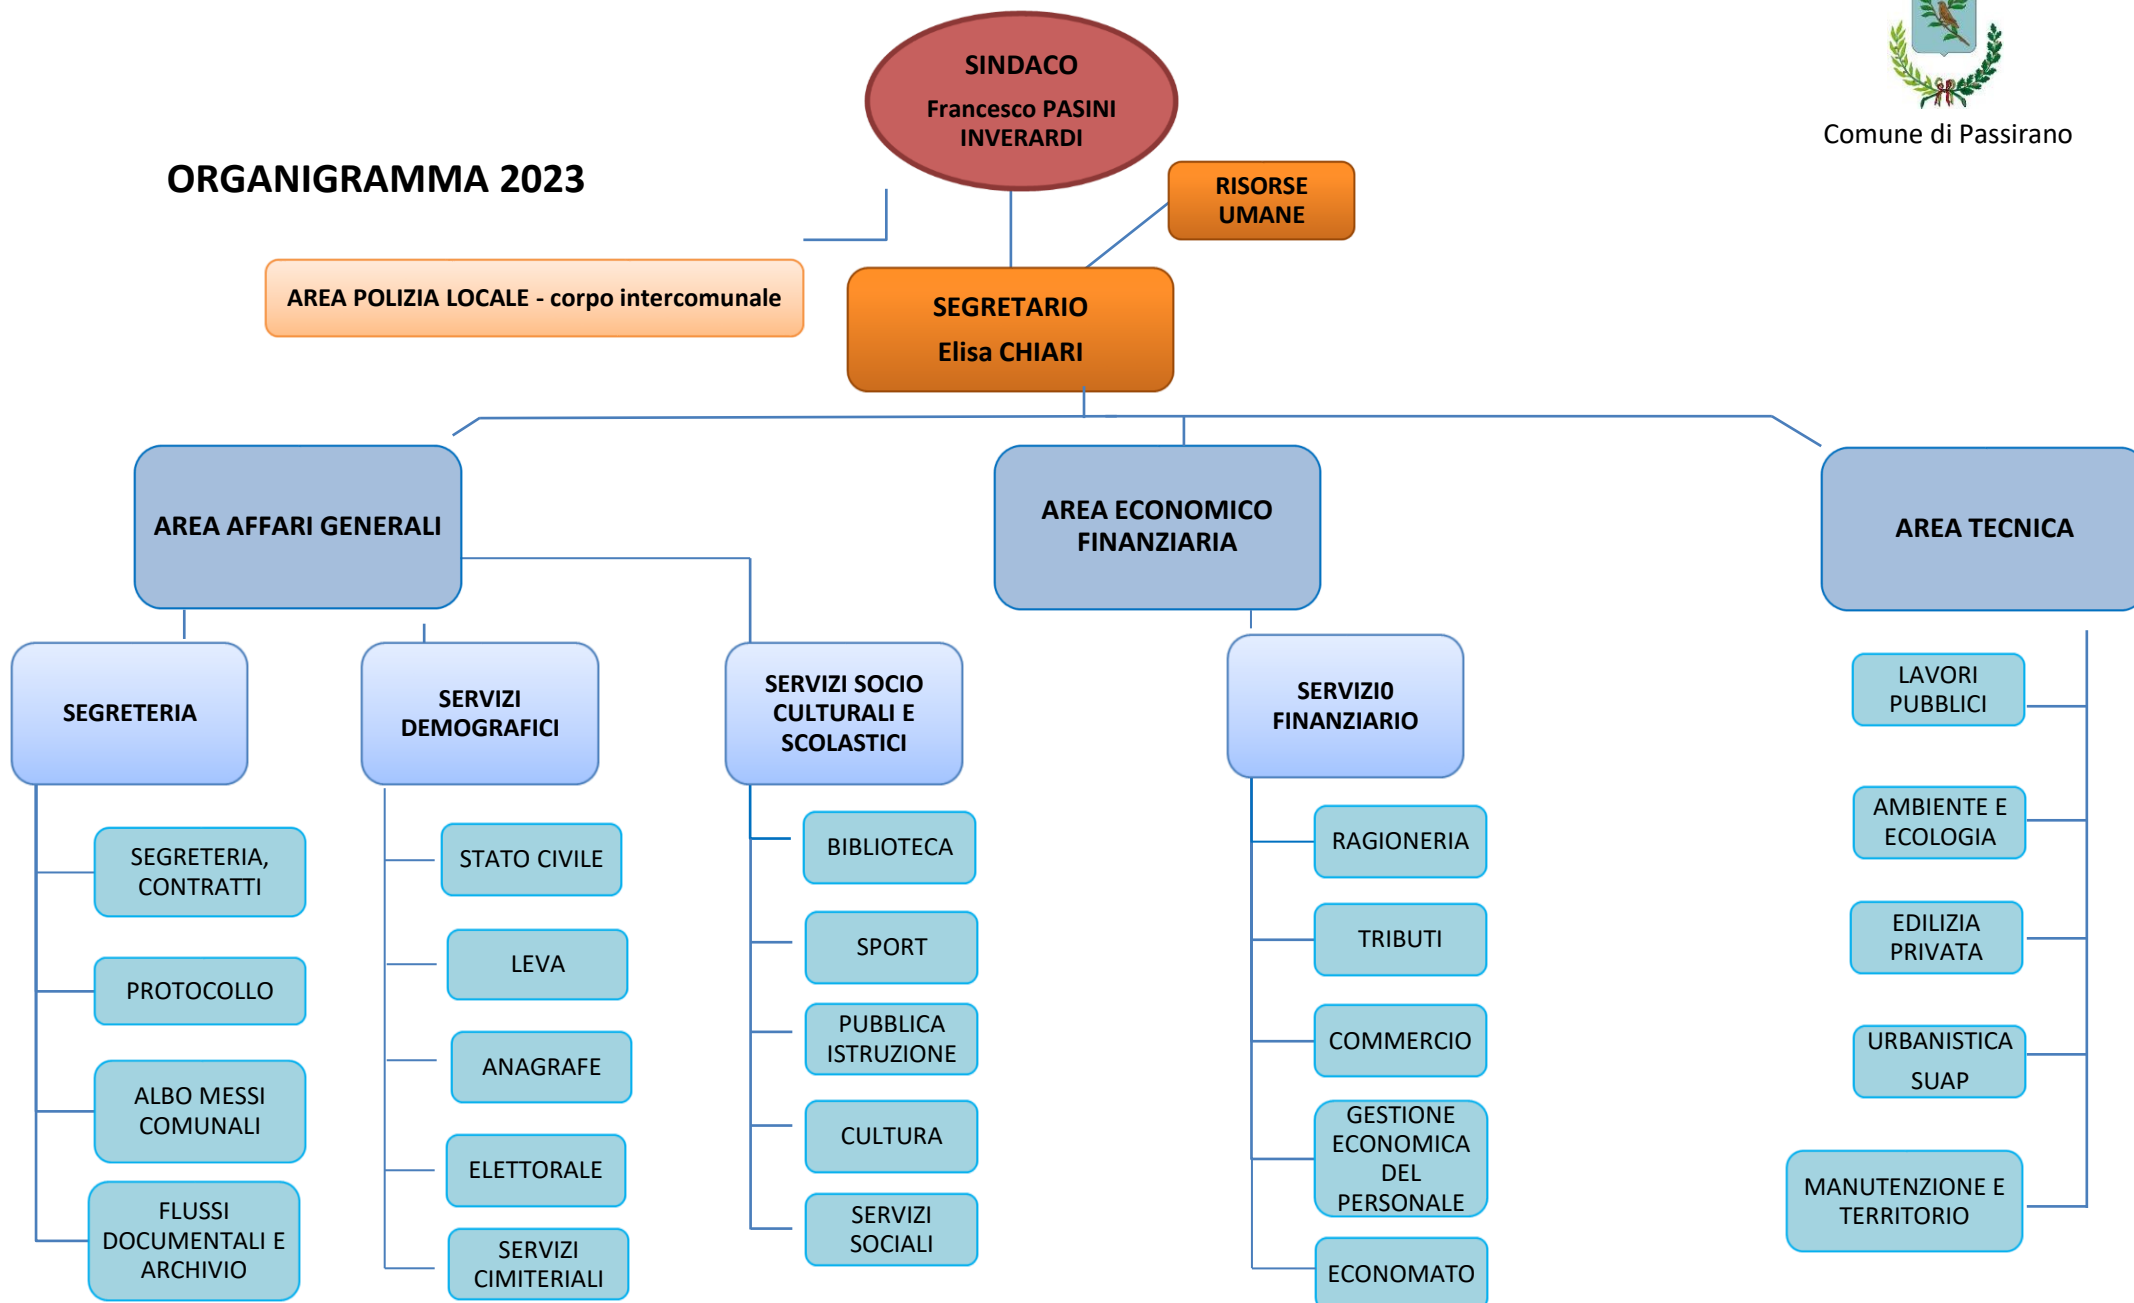 SINDACO
Francesco PASINI
INVERARDI
Comune di Passirano
ORGANIGRAMMA 2023
RISORSE
UMANE
AREA POLIZIA LOCALE - corpo intercomunale
SEGRETARIO
Elisa CHIARI
AREA AFFARI GENERALI
AREA ECONOMICO
FINANZIARIA
AREA TECNICA
SEGRETERIA
SERVIZI
DEMOGRAFICI
SERVIZI SOCIO
CULTURALI E
SCOLASTICI
SERVIZI0
FINANZIARIO
SEGRETERIA,
CONTRATTI
PROTOCOLLO
ALBO MESSI
COMUNALI
FLUSSI
DOCUMENTALI E
ARCHIVIO
STATO CIVILE
LEVA
ANAGRAFE
ELETTORALE
SERVIZI
CIMITERIALI
BIBLIOTECA
SPORT
PUBBLICA
ISTRUZIONE
CULTURA
SERVIZI
SOCIALI
RAGIONERIA
TRIBUTI
COMMERCIO
GESTIONE
ECONOMICA
DEL
PERSONALE
ECONOMATO
LAVORI
PUBBLICI
AMBIENTE E
ECOLOGIA
EDILIZIA
PRIVATA
URBANISTICA
SUAP
MANUTENZIONE E
TERRITORIO